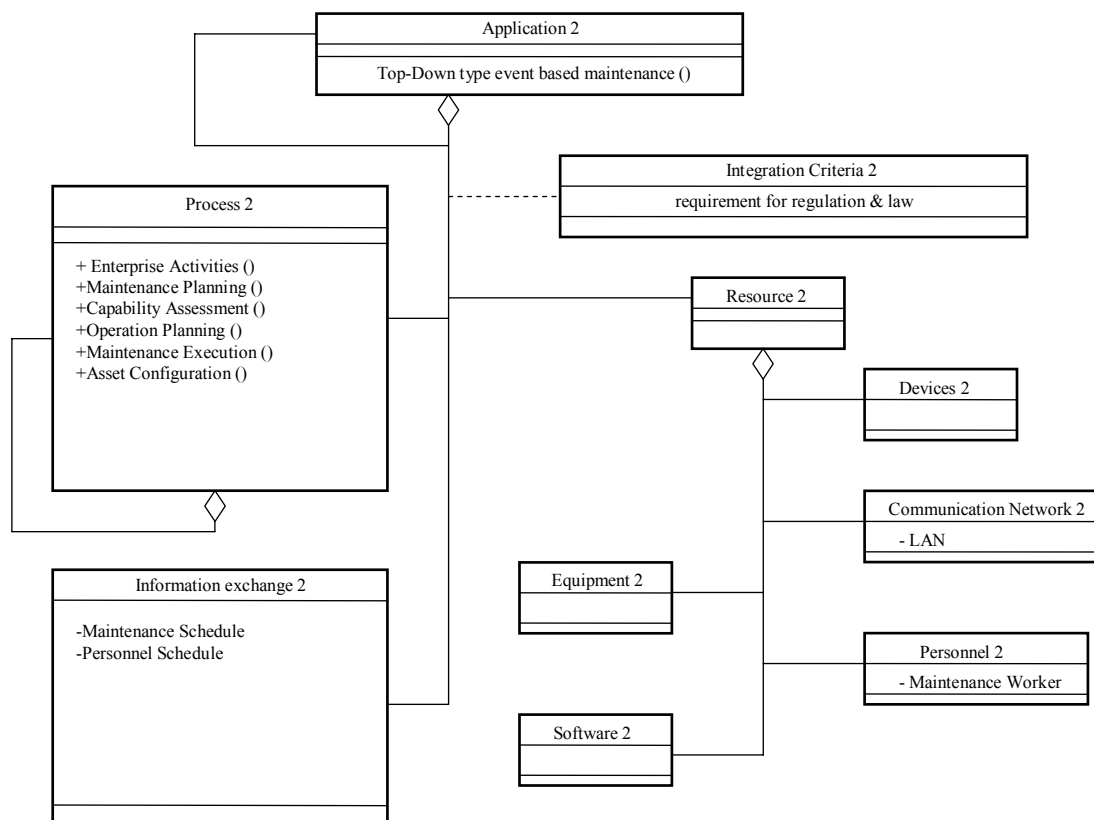 Application 2
Top-Down type event based maintenance ()
Integration Criteria 2
requirement for regulation & law
Process 2
+ Enterprise Activities ()
+Maintenance Planning ()
+Capability Assessment ()
+Operation Planning ()
+Maintenance Execution ()
+Asset Configuration ()
Resource 2
Devices 2
Communication Network 2
- LAN
Equipment 2
Personnel 2
- Maintenance Worker
Software 2
Information exchange 2
-Maintenance Schedule
-Personnel Schedule